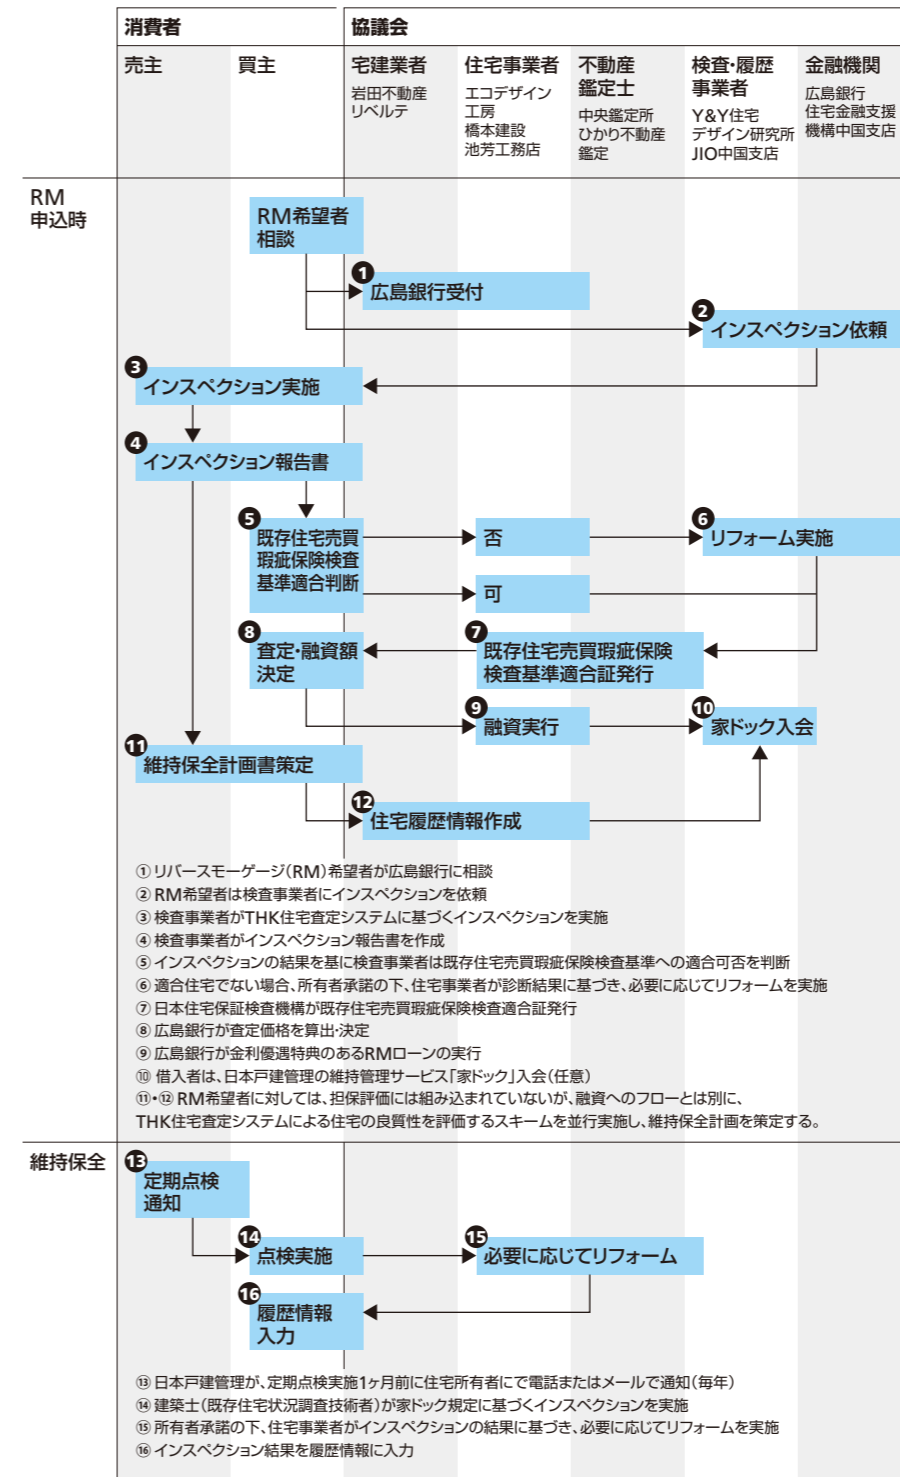 消費者
協議会
売主
買主
宅建業者
岩田不動産
リベルテ
住宅事業者
エコデザイン
工房
橋本建設
池芳工務店
不動産
鑑定士
中央鑑定所
ひかり不動産
鑑定
検査・履歴
事業者
Y&Y住宅
デザイン研究所
JIO中国支店
金融機関
広島銀行
住宅金融支援
機構中国支店
RM
申込時
RM希望者
相談
❶
広島銀行受付
❷
インスペクション依頼
❸
インスペクション実施
❹
インスペクション報告書
❺
既存住宅売買
瑕疵保険検査
基準適合判断
否
❻
リフォーム実施
可
❽
査定・融資額
決定
❼
既存住宅売買瑕疵保険
検査基準適合証発行
❾
融資実行
❿
家ドック入会
⓫
維持保全計画書策定
⓬
住宅履歴情報作成
① リバースモーゲージ(RM)希望者が広島銀行に相談
② RM希望者は検査事業者にインスペクションを依頼
③ 検査事業者がTHK住宅査定システムに基づくインスペクションを実施
④ 検査事業者がインスペクション報告書を作成
⑤ インスペクションの結果を基に検査事業者は既存住宅売買瑕疵保険検査基準への適合可否を判断
⑥ 適合住宅でない場合、所有者承諾の下、住宅事業者が診断結果に基づき、必要に応じてリフォームを実施
⑦ 日本住宅保証検査機構が既存住宅売買瑕疵保険検査適合証発行
⑧ 広島銀行が査定価格を算出・決定
⑨ 広島銀行が金利優遇特典のあるRMローンの実行
⑩ 借入者は、日本戸建管理の維持管理サービス「家ドック」入会(任意)
⑪・⑫ RM希望者に対しては、担保評価には組み込まれていないが、融資へのフローとは別に、
THK住宅査定システムによる住宅の良質性を評価するスキームを並行実施し、維持保全計画を策定する。
維持保全
⓭
定期点検
通知
⓮
点検実施
⓯
必要に応じてリフォーム
⓰
履歴情報
入力
⑬ 日本戸建管理が、定期点検実施1ヶ月前に住宅所有者にで電話またはメールで通知(毎年)
⑭ 建築士(既存住宅状況調査技術者)が家ドック規定に基づくインスペクションを実施
⑮ 所有者承諾の下、住宅事業者がインスペクションの結果に基づき、必要に応じてリフォームを実施
⑯ インスペクション結果を履歴情報に入力